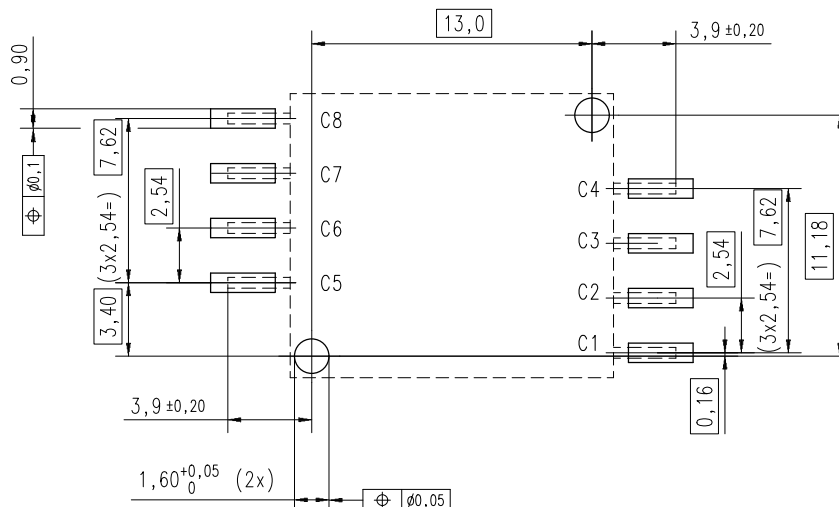 13,0
3,9 ±0,20
0,90
C8
7,62
⌖ ø0,1
C7
C4
2,54
7,62
C6
C3
11,18
(3x2,54=)
2,54
C5
C2
3,40
(3x2,54=)
C1
3,9 ±0,20
0,16
1,60 +0,05 0 (2x)
⌖ ø0,05